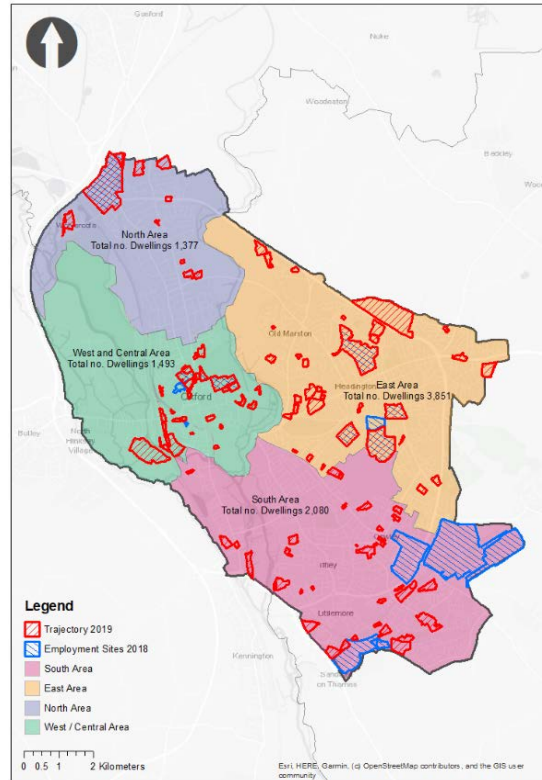 Islip
Noke
Woodeaton
Beckley
North Area
Total no. Dwellings 1,377
Old Marston
West and Central Area
Total no. Dwellings 1,493
Headington
East Area
Total no. Dwellings 3,851
Oxford
Botley
North
Hinksey
Village
South Area
Total no. Dwellings 2,080
Littlemore
Kennington
on Thames
Legend
Trajectory 2019
Employment Sites 2018
South Area
East Area
North Area
West / Central Area
0 0.5 1 2 Kilometers
Esri, HERE, Garmin, (c) OpenStreetMap contributors, and the GIS user
community